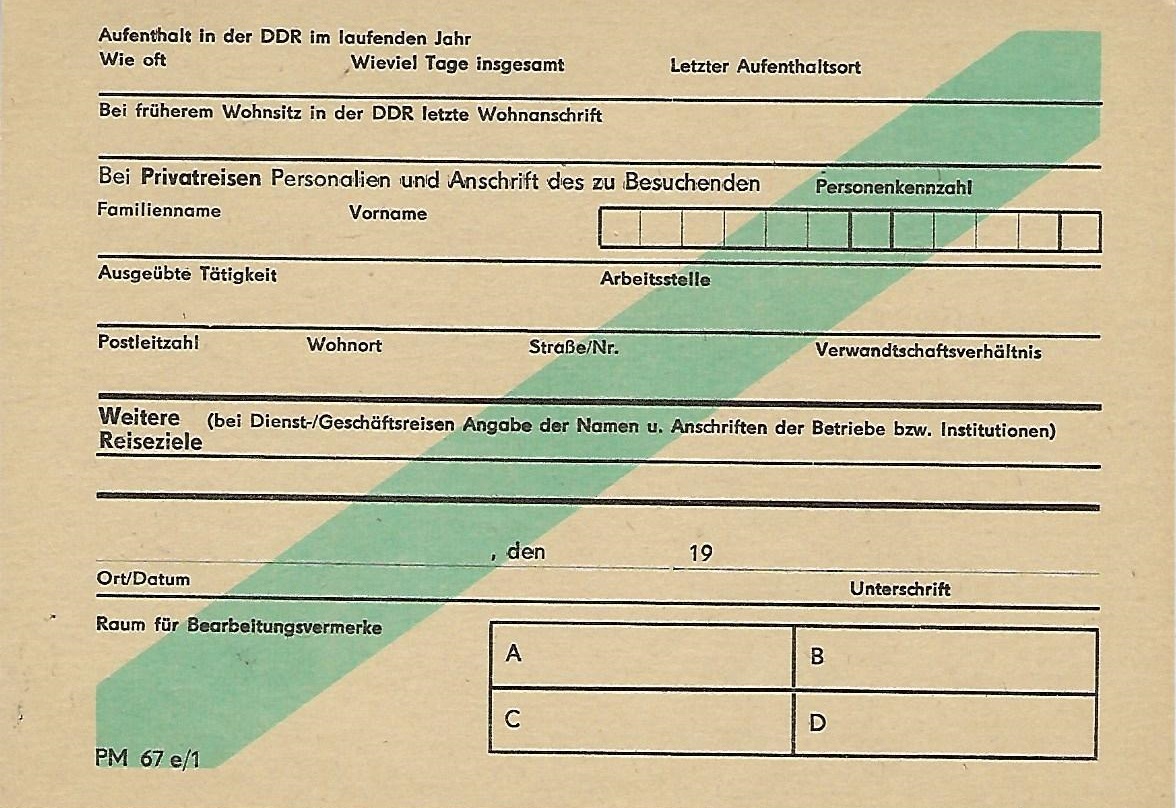 Aufenthalt in der DDR im laufenden Jahr
Wie oft Wieviel Tage insgesamt Letzter Aufenthaltsort
Bei früherem Wohnsitz in der DDR letzte Wohnanschrift
Bei Privatreisen Personalien und Anschrift des zu Besuchenden Personenkennzahl
Familienname Vorname
Ausgeübte Tätigkeit Arbeitsstelle
Postleitzahl Wohnort Straße/Nr. Verwandtschaftsverhältnis
Weitere (bei Dienst-/Geschäftsreisen Angabe der Namen u. Anschriften der Betriebe bzw. Institutionen)
Reiseziele
, den 19
Ort/Datum Unterschrift
Raum für Bearbeitungsvermerke
A B
C D
PM 67 e/1